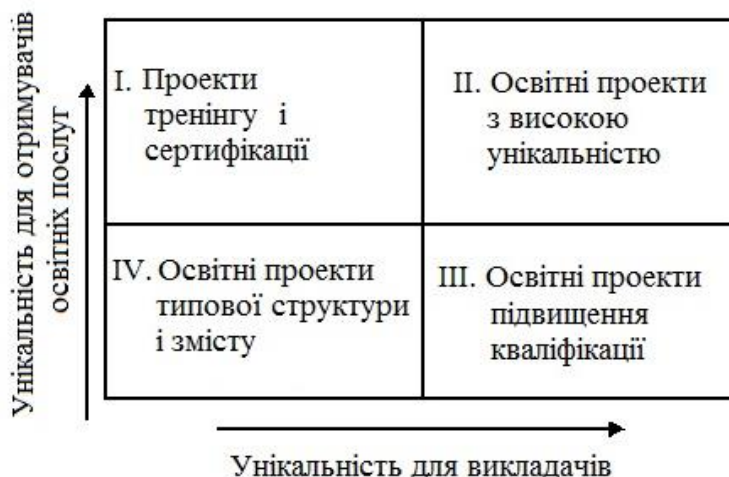 Унікальність для отримувачів
освітніх послуг
I. Проекти
тренінгу і
сертифікації
II. Освітні проекти
з високою
унікальністю
IV. Освітні проекти
типової структури
і змісту
III. Освітні проекти
підвищення
кваліфікації
Унікальність для викладачів